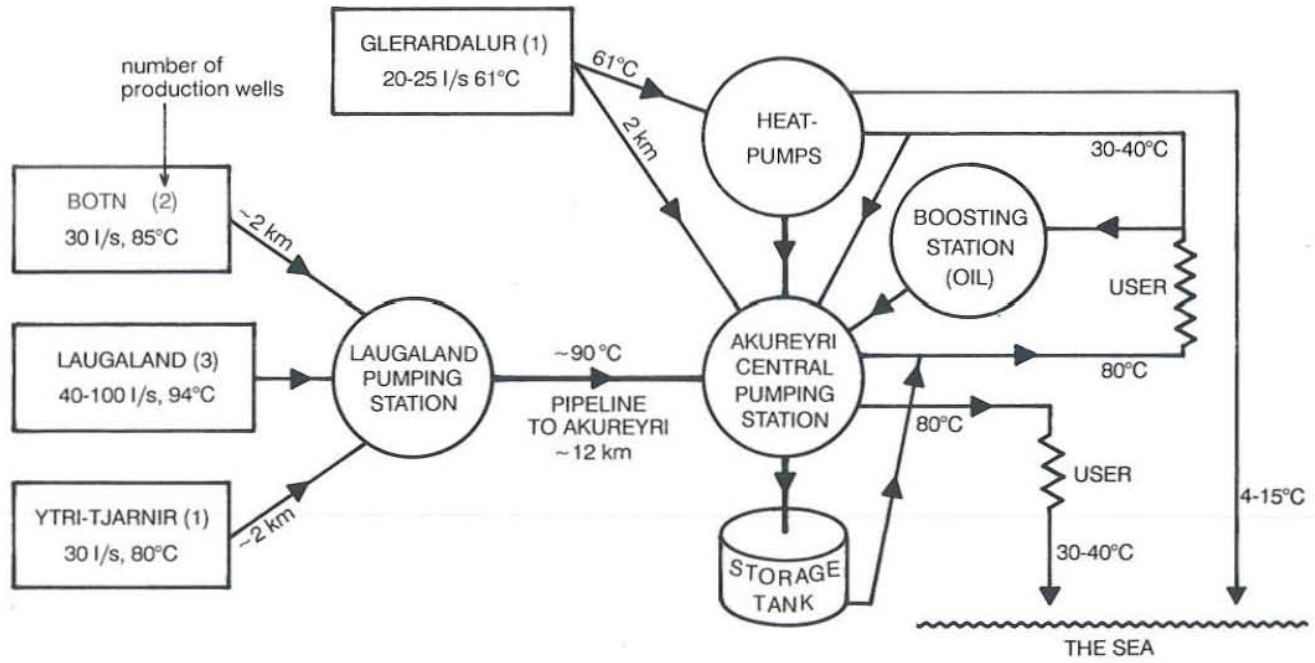 GLERARDALUR (1)
20-25 l/s 61°C
number of
production wells
61°C
2 km
HEAT-
PUMPS
30-40°C
BOTN (2)
30 l/s, 85°C
~2 km
BOOSTING
STATION
(OIL)
USER
LAUGALAND (3)
40-100 l/s, 94°C
LAUGALAND
PUMPING
STATION
~90°C
PIPELINE
TO AKUREYRI
~12 km
AKUREYRI
CENTRAL
PUMPING
STATION
80°C
80°C
USER
YTRI-TJARNIR (1)
30 l/s, 80°C
~2 km
STORAGE
TANK
4-15°C
30-40°C
THE SEA